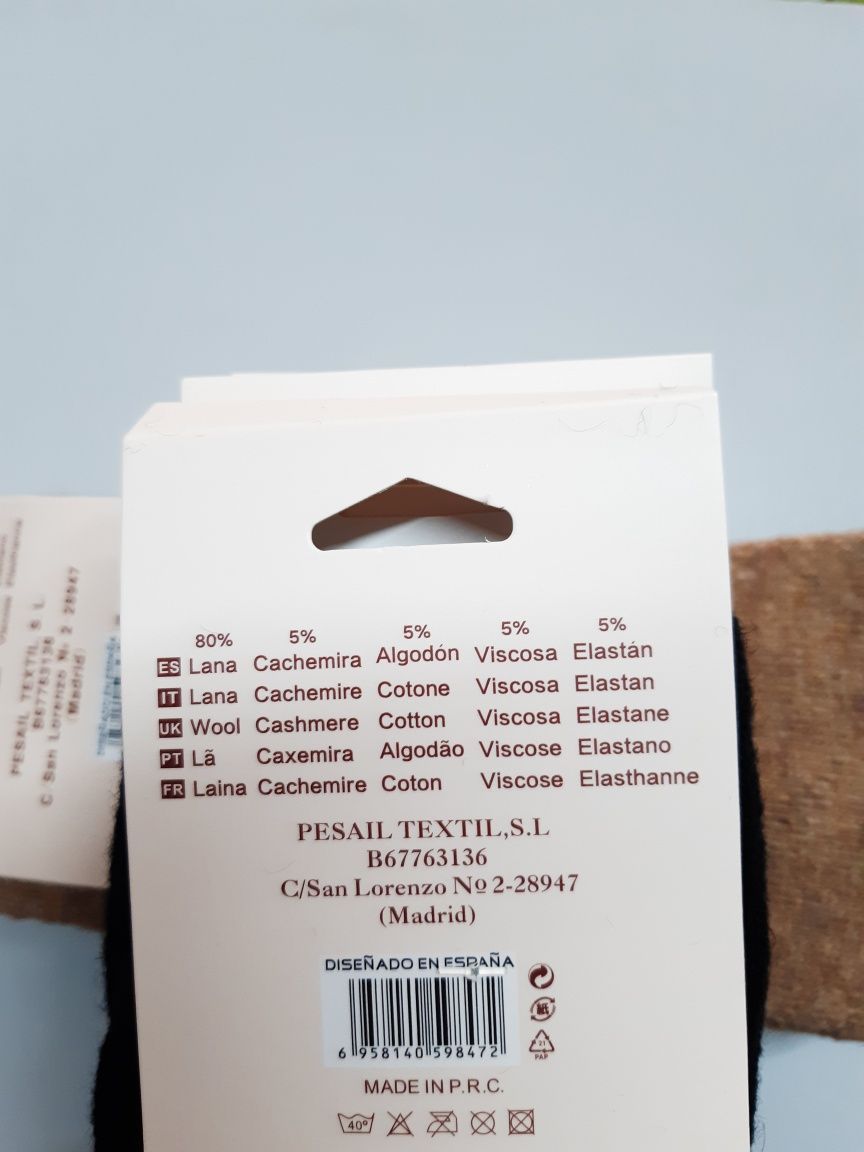 80% 5% 5% 5% 5%
ES Lana Cachemira Algodón Viscosa Elastán
IT Lana Cachemire Cotone Viscosa Elastan
UK Wool Cashmere Cotton Viscosa Elastane
PT Lã Caxemira Algodão Viscose Elastano
FR Laina Cachemire Coton Viscose Elasthanne
PESAIL TEXTIL,S.L
B67763136
C/San Lorenzo Nº 2-28947
(Madrid)
DISEÑADO EN ESPAÑA
6 958140 598472
21
PAP
MADE IN P.R.C.
40º
PESAIL TEXTIL, S L
B67763136
C/San Lorenzo Nº 2 28947
(Madrid)